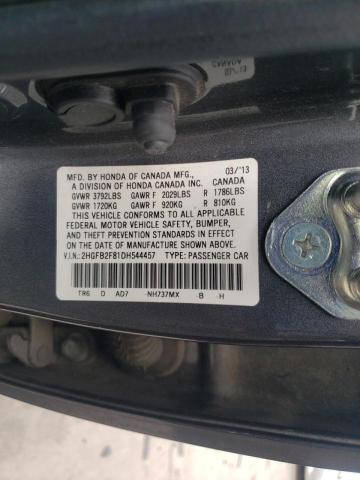 MFD. BY HONDA OF CANADA MFG., 03/'13
A DIVISION OF HONDA CANADA INC. CANADA
GVWR 3792LBS GAWR F 2029LBS R 1786LBS
GVWR 1720KG GAWR F 920KG R 810KG
THIS VEHICLE CONFORMS TO ALL APPLICABLE
FEDERAL MOTOR VEHICLE SAFETY, BUMPER,
AND THEFT PREVENTION STANDARDS IN EFFECT
ON THE DATE OF MANUFACTURE SHOWN ABOVE.
V.I.N.: 2HGFB2F81DH544457 TYPE: PASSENGER CAR
TR6 D AD7 -NH737MX -B -H